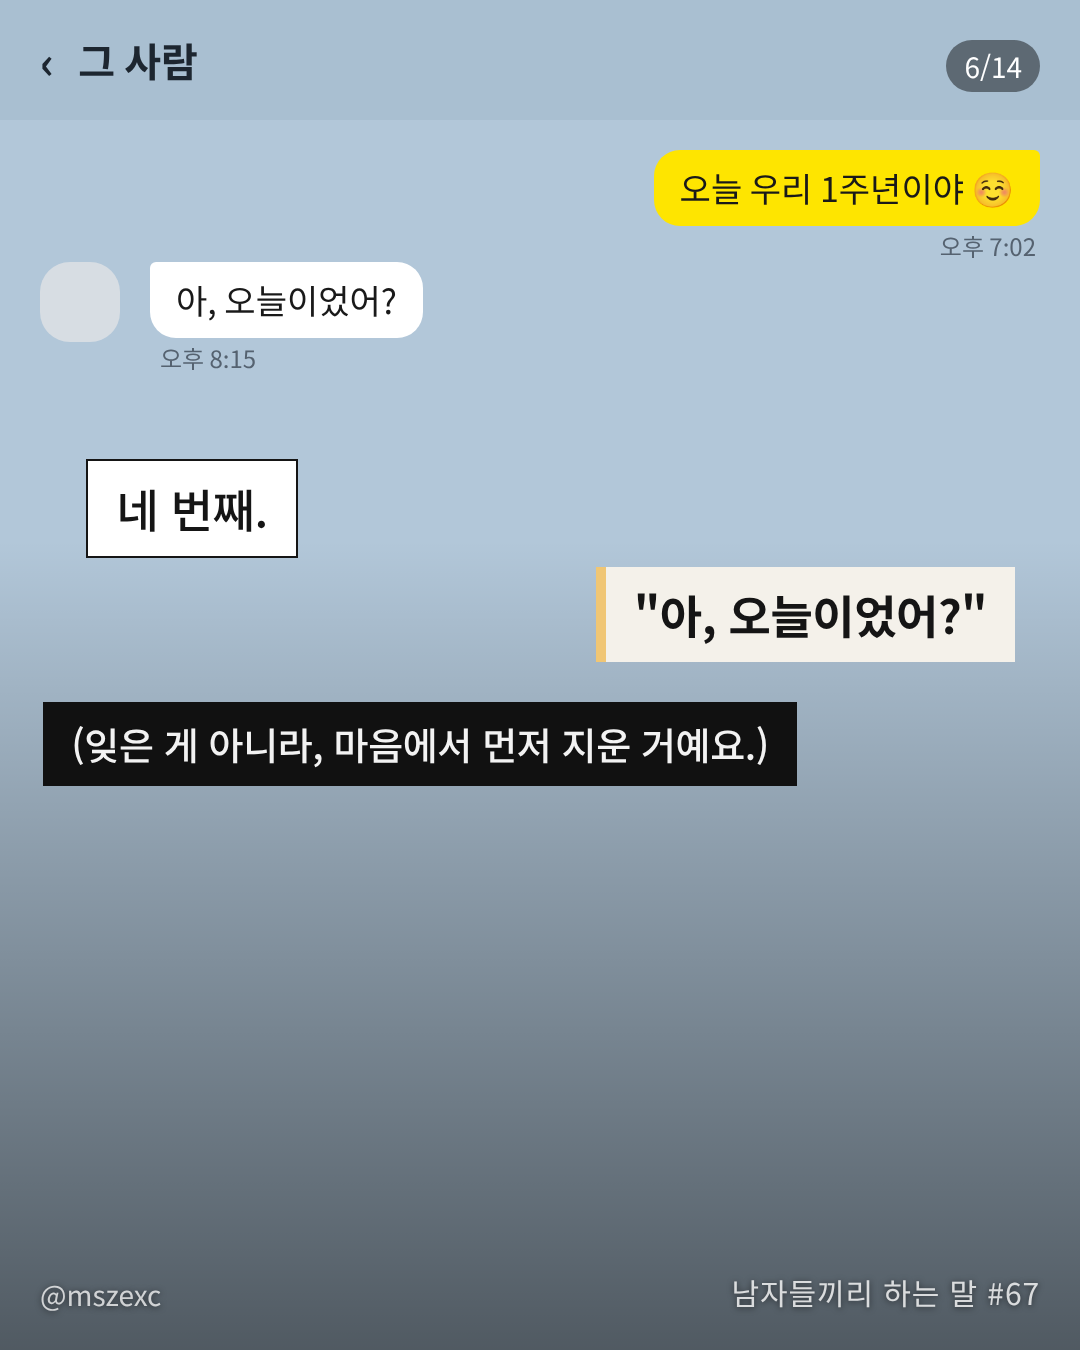 ‹ 그 사람
6/14
오늘 우리 1주년이야 ☺️
오후 7:02
아, 오늘이었어?
오후 8:15
네 번째.
"아, 오늘이었어?"
(잊은 게 아니라, 마음에서 먼저 지운 거예요.)
@mszexc
남자들끼리 하는 말 #67